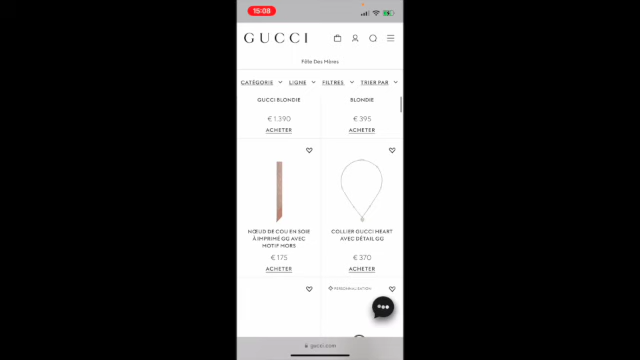 15:08
GUCCI
Fête Des Mères
CATÉGORIE LIGNE FILTRES TRIER PAR
GUCCI BLONDIE
€ 1.390
ACHETER
BLONDIE
€ 395
ACHETER
NŒUD DE COU EN SOIE
À IMPRIMÉ GG AVEC
MOTIF MORS
€ 175
ACHETER
COLLIER GUCCI HEART
AVEC DÉTAIL GG
€ 370
ACHETER
PERSONNALISATION
gucci.com